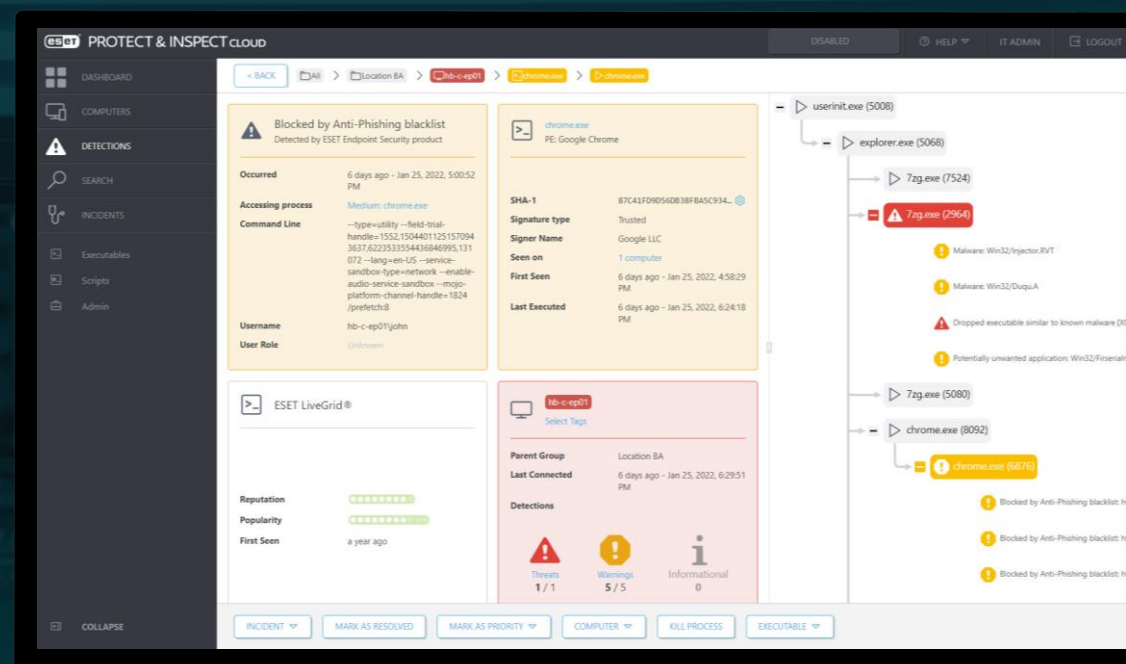 eset PROTECT & INSPECT CLOUD
DISABLED
HELP
IT ADMIN
LOGOUT
DASHBOARD
COMPUTERS
DETECTIONS
SEARCH
INCIDENTS
Executables
Scripts
Admin
COLLAPSE
< BACK
All > Location BA > hb-c-ep01 > chrome.exe > chrome.exe
Blocked by Anti-Phishing blacklist
Detected by ESET Endpoint Security product
Occurred 6 days ago - Jan 25, 2022, 5:00:52
PM
Accessing process Medium: chrome.exe
Command Line --type=utility --field-trial-
handle=1552,1504401125157094
3637,6223533554436846995,131
072 --lang=en-US --service-
sandbox-type=network --enable-
audio-service-sandbox --mojo-
platform-channel-handle=1824
/prefetch:8
Username hb-c-ep01\john
User Role Unknown
chrome.exe
PE: Google Chrome
SHA-1 87C41FD9D560B38FBA5C934...
Signature type Trusted
Signer Name Google LLC
Seen on 1 computer
First Seen 6 days ago - Jan 25, 2022, 4:58:29
PM
Last Executed 6 days ago - Jan 25, 2022, 6:24:18
PM
ESET LiveGrid®
Reputation
Popularity
First Seen a year ago
hb-c-ep01
Select Tags
Parent Group Location BA
Last Connected 6 days ago - Jan 25, 2022, 6:29:51
PM
Detections
Threats Warnings Informational
1 / 1 5 / 5 0
userinit.exe (5008)
explorer.exe (5068)
7zg.exe (7524)
7zg.exe (2964)
Malware: Win32/Injector.RVT
Malware: Win32/Duqu.A
Dropped executable similar to known malware
Potentially unwanted application:
7zg.exe (5080)
chrome.exe (8092)
chrome.exe (6876)
Blocked by Anti-Phishing blacklist: h
Blocked by Anti-Phishing blacklist: h
Blocked by Anti-Phishing blacklist: h
INCIDENT
MARK AS RESOLVED
MARK AS PRIORITY
COMPUTER
KILL PROCESS
EXECUTABLE